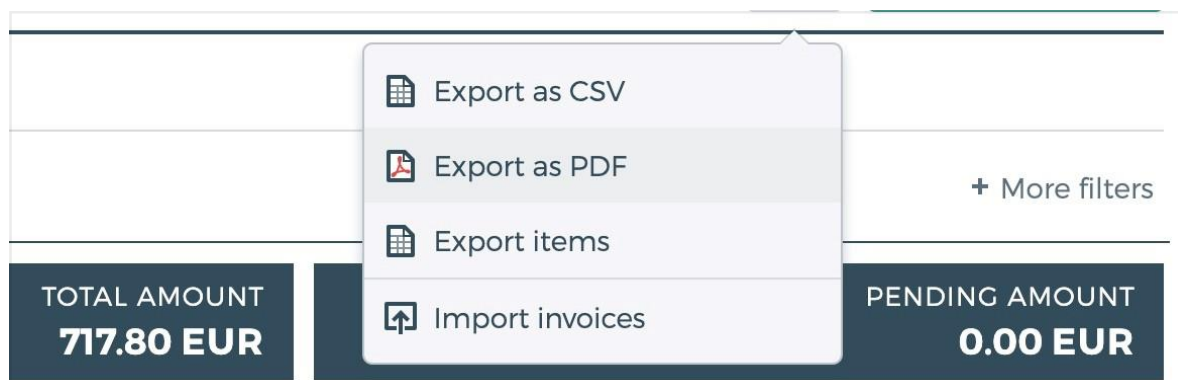 Export as CSV
Export as PDF
+ More filters
Export items
TOTAL AMOUNT
717.80 EUR
Import invoices
PENDING AMOUNT
0.00 EUR